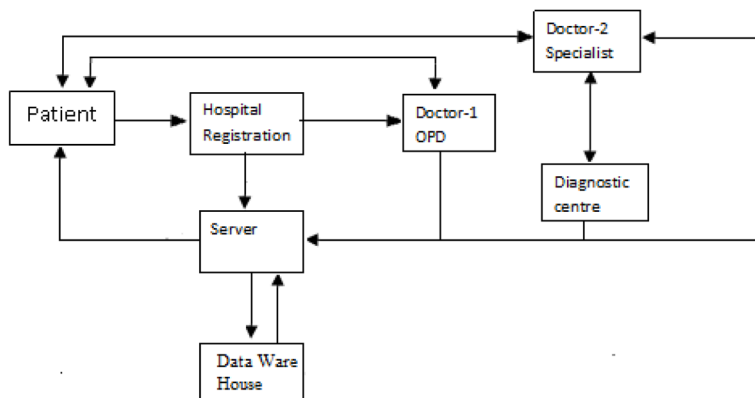 Doctor-2
Specialist
Patient
Hospital
Registration
Doctor-1
OPD
Diagnostic
centre
Server
Data Ware
House